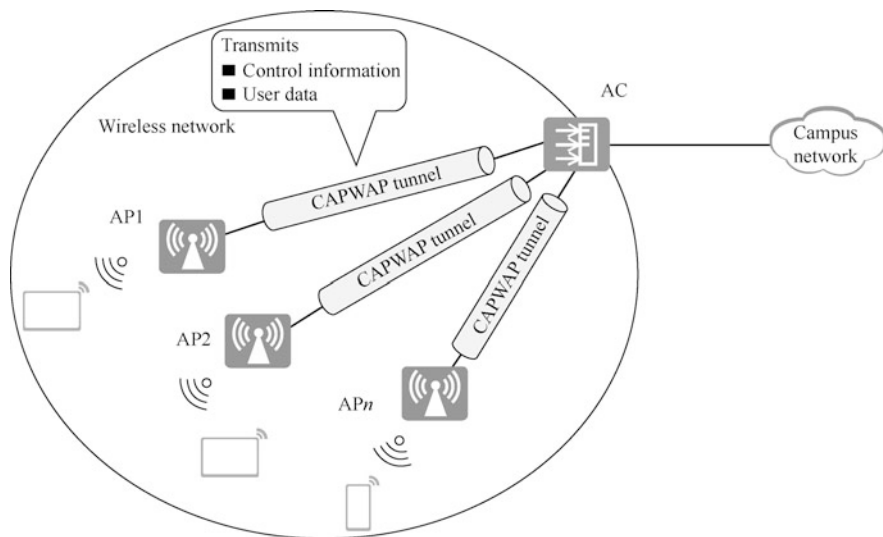 Transmits
■ Control information
■ User data
AC
Wireless network
Campus
network
CAPWAP tunnel
AP1
CAPWAP tunnel
CAPWAP tunnel
AP2
APn